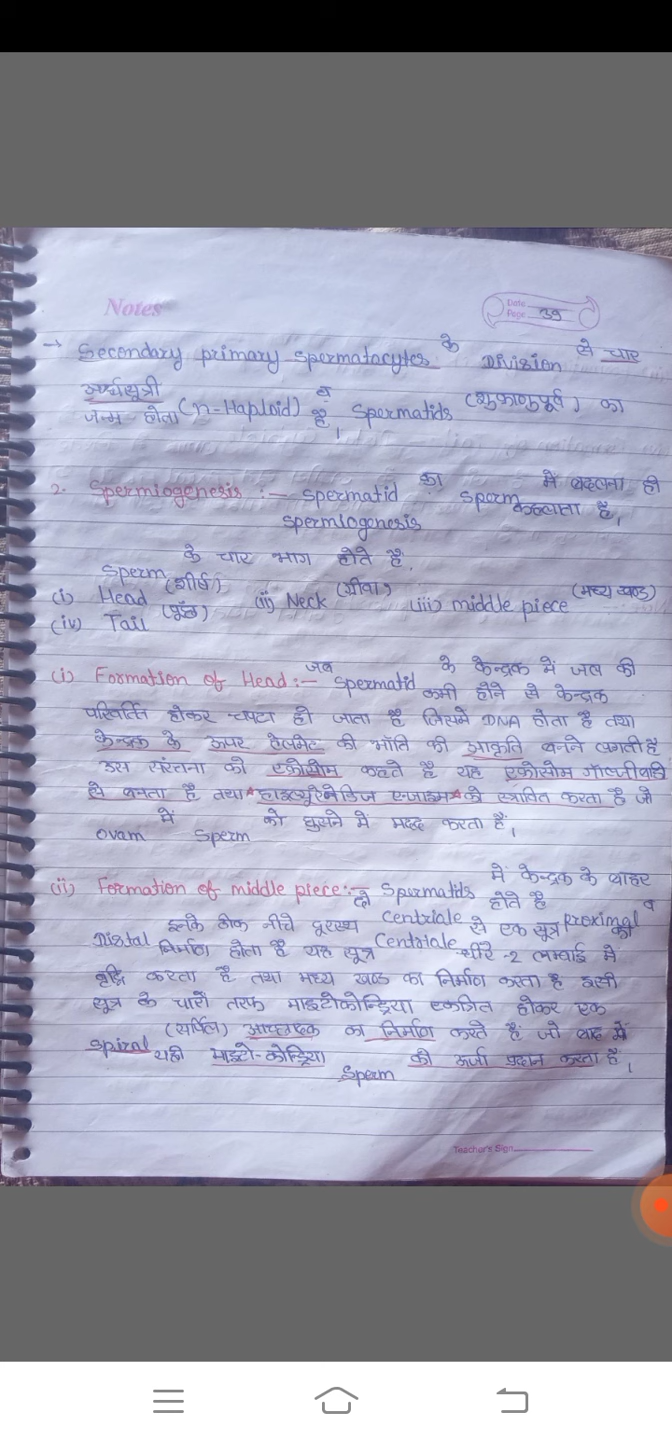 Notes
Date
Page 39
→ Secondary primary spermatocytes के Division से चार
अर्धसूत्री व
जन्म होता (n-Haploid) है Spermatids (शुक्राणुपूर्व) का
2. Spermiogenesis :- Spermatid का Sperm में बदलना ही
Spermiogenesis कहलाता है।
Sperm के चार भाग होते है.
(i) Head (शीर्ष) (ii) Neck (ग्रीवा) (iii) middle piece (मध्य खण्ड)
(iv) Tail (पूंछ)
(i) Formation of Head :- जब Spermatid के केन्द्रक में जल की
कमी होने से केन्द्रक
परिवर्तित होकर चपटा हो जाता है जिसमें DNA होता है तथा
केन्द्रक के ऊपर हेलमेट की भाँति की आकृति बनने लगती है
उस संरचना को एक्रोसोम कहते है यह एक्रोसोम गॉल्जीबॉडी
से बनता है तथा हाइल्यूरेनेडिज एन्जाइम को स्त्रावित करता है जो
ovam में Sperm को घुसने में मदद करता है।
(ii) Formation of middle piece:- Spermatids में केन्द्रक के बाहर
दो Centriole होते है proximal व
Distal इनके ठीक नीचे दूरस्थ Centriole से एक सूत्र का
निर्माण होता है यह सूत्र धीरे-2 लम्बाई में
वृद्धि करता है तथा मध्य खण्ड का निर्माण करता है इसी
सूत्र के चारों तरफ माइटोकोन्ड्रिया एकत्रित होकर एक
Spiral (सर्पिल) आच्छद का निर्माण करते है जो बाद में
यही माइटो-कोन्ड्रिया Sperm को ऊर्जा प्रदान करता है।
Teacher's Sign